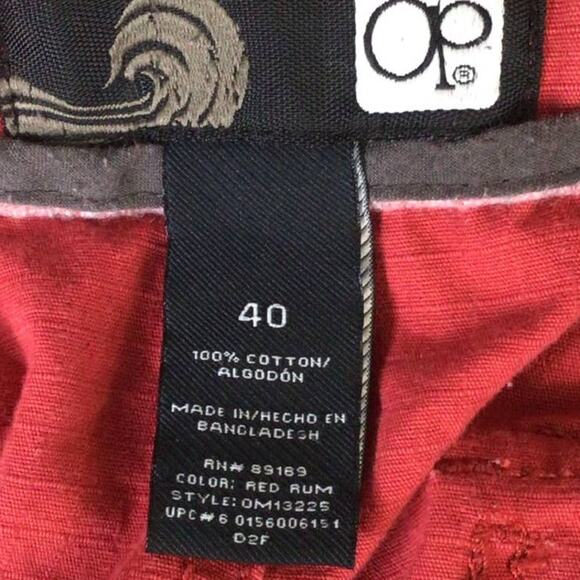 Op®
40
100% COTTON/
ALGODÓN
MADE IN/HECHO EN
BANGLADESH
RN# 89169
COLOR: RED RUM
STYLE: OM13225
UPC# 6 0156006151
D2F